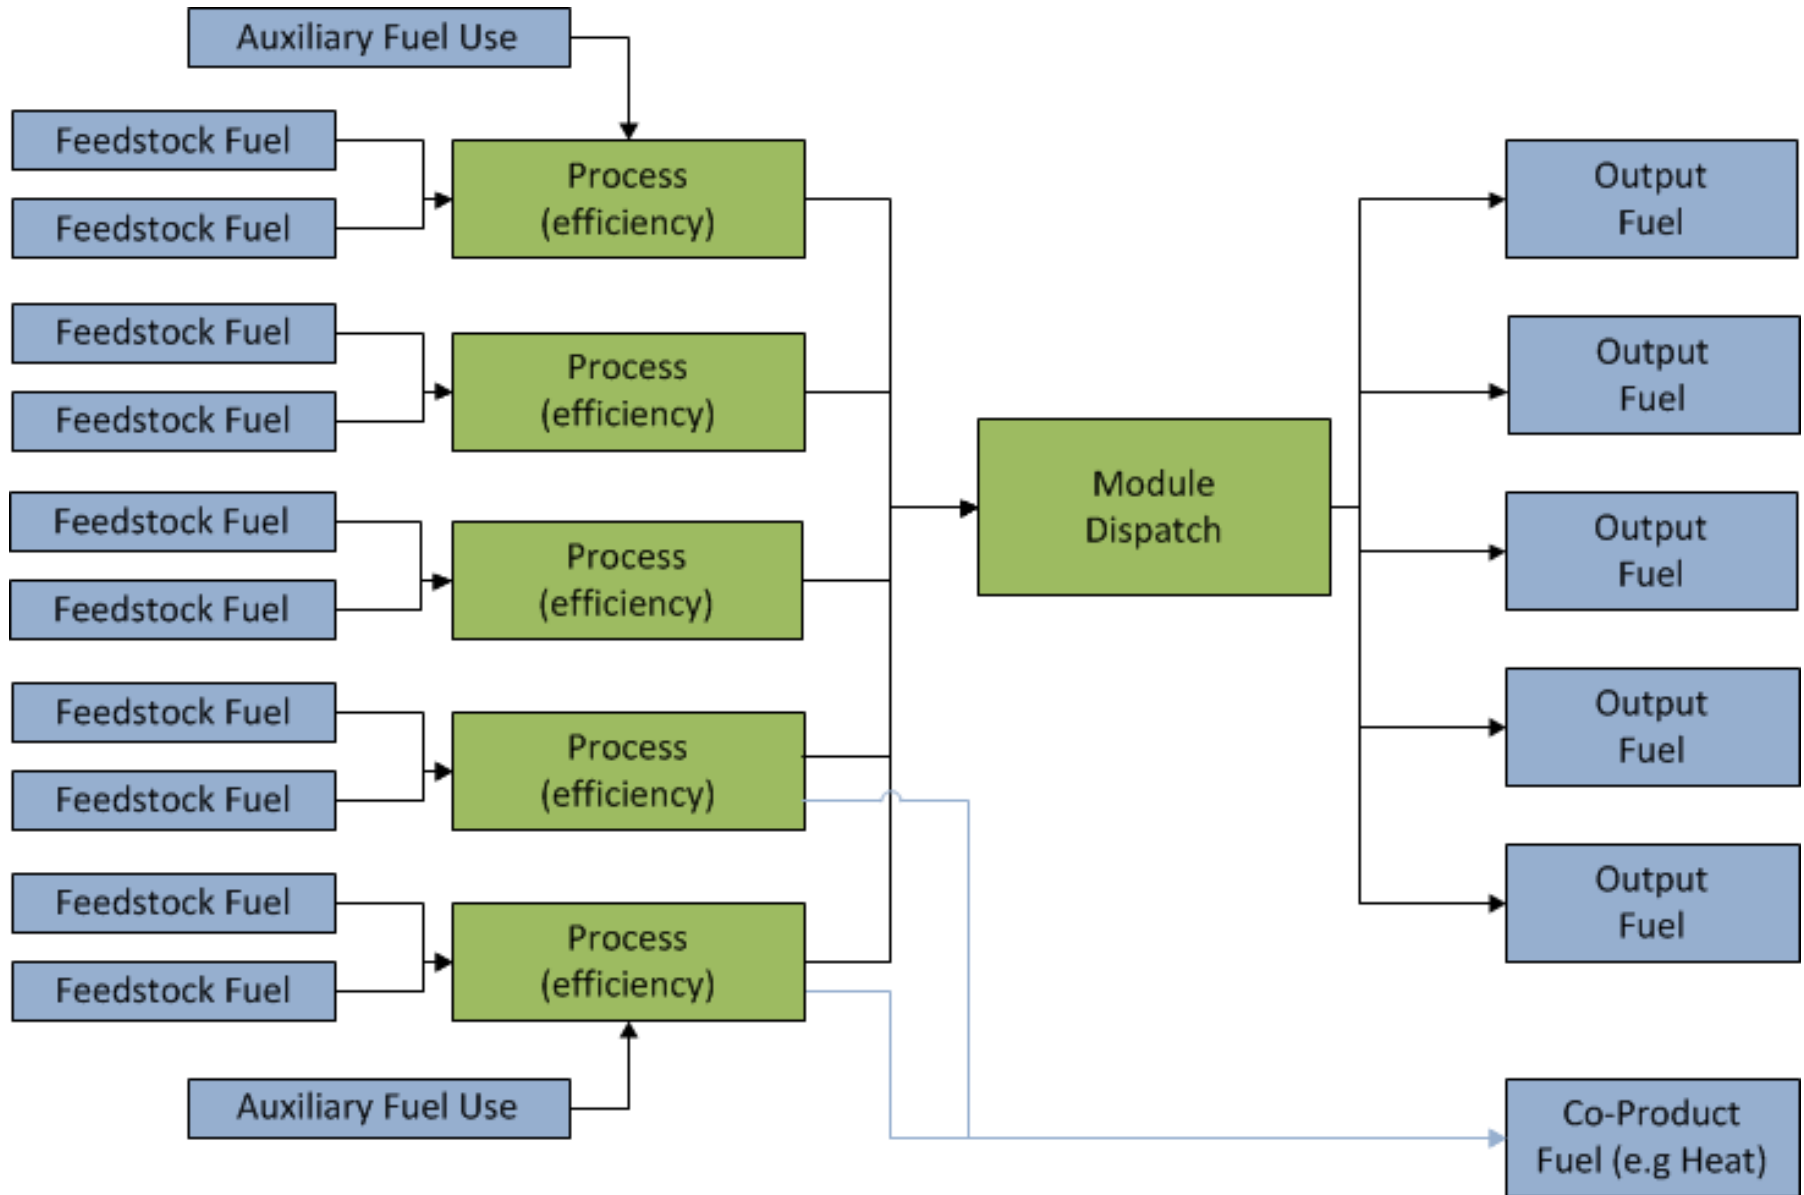 Auxiliary Fuel Use
Feedstock Fuel
Feedstock Fuel
Process
(efficiency)
Feedstock Fuel
Feedstock Fuel
Process
(efficiency)
Feedstock Fuel
Feedstock Fuel
Process
(efficiency)
Feedstock Fuel
Feedstock Fuel
Process
(efficiency)
Feedstock Fuel
Feedstock Fuel
Process
(efficiency)
Auxiliary Fuel Use
Module
Dispatch
Output
Fuel
Output
Fuel
Output
Fuel
Output
Fuel
Output
Fuel
Co-Product
Fuel (e.g Heat)